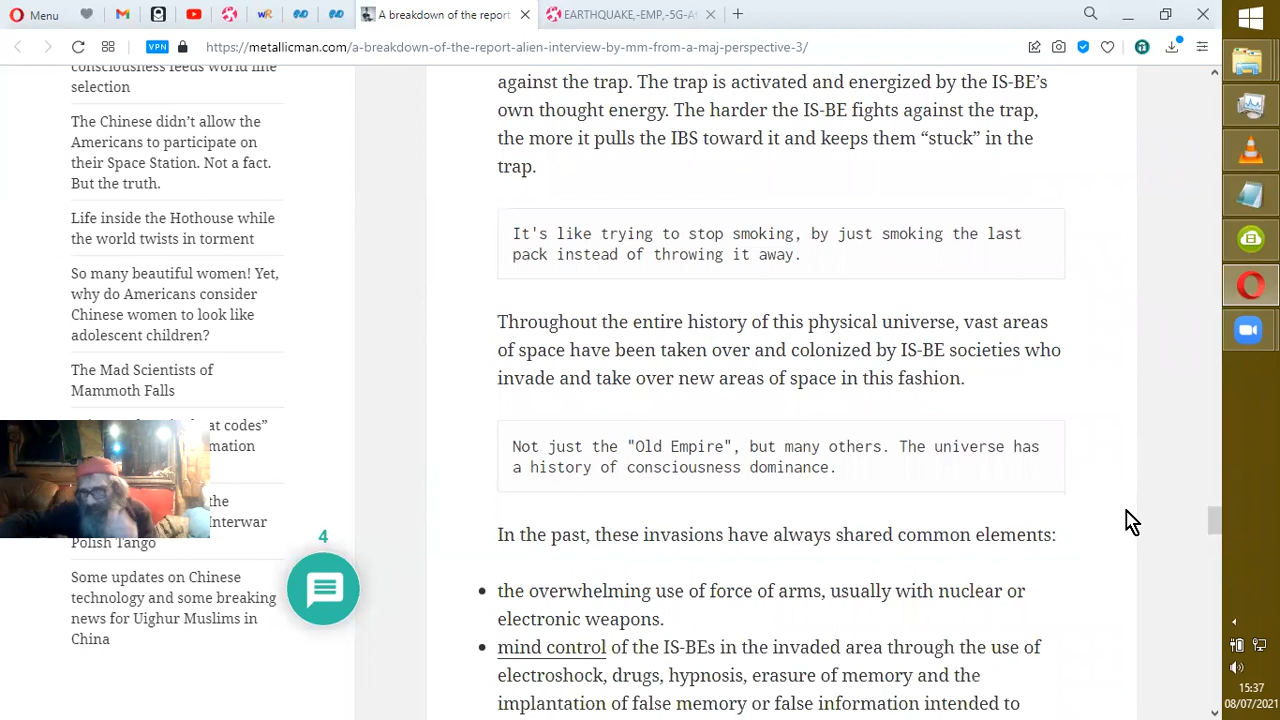 Menu
A breakdown of the report
EARTHQUAKE,-EMP,-5G-A
VPN
https://metallicman.com/a-breakdown-of-the-report-alien-interview-by-mm-from-a-maj-perspective-3/
consciousness feeds world line
selection
The Chinese didn’t allow the
Americans to participate on
their Space Station. Not a fact.
But the truth.
Life inside the Hothouse while
the world twists in torment
So many beautiful women! Yet,
why do Americans consider
Chinese women to look like
adolescent children?
The Mad Scientists of
Mammoth Falls
at codes”
mation
the
Interwar
Polish Tango
Some updates on Chinese
technology and some breaking
news for Uighur Muslims in
China
4
against the trap. The trap is activated and energized by the IS-BE’s
own thought energy. The harder the IS-BE fights against the trap,
the more it pulls the IBS toward it and keeps them “stuck” in the
trap.
It's like trying to stop smoking, by just smoking the last
pack instead of throwing it away.
Throughout the entire history of this physical universe, vast areas
of space have been taken over and colonized by IS-BE societies who
invade and take over new areas of space in this fashion.
Not just the "Old Empire", but many others. The universe has
a history of consciousness dominance.
In the past, these invasions have always shared common elements:
the overwhelming use of force of arms, usually with nuclear or
electronic weapons.
mind control of the IS-BEs in the invaded area through the use of
electroshock, drugs, hypnosis, erasure of memory and the
implantation of false memory or false information intended to
15:37
08/07/2021